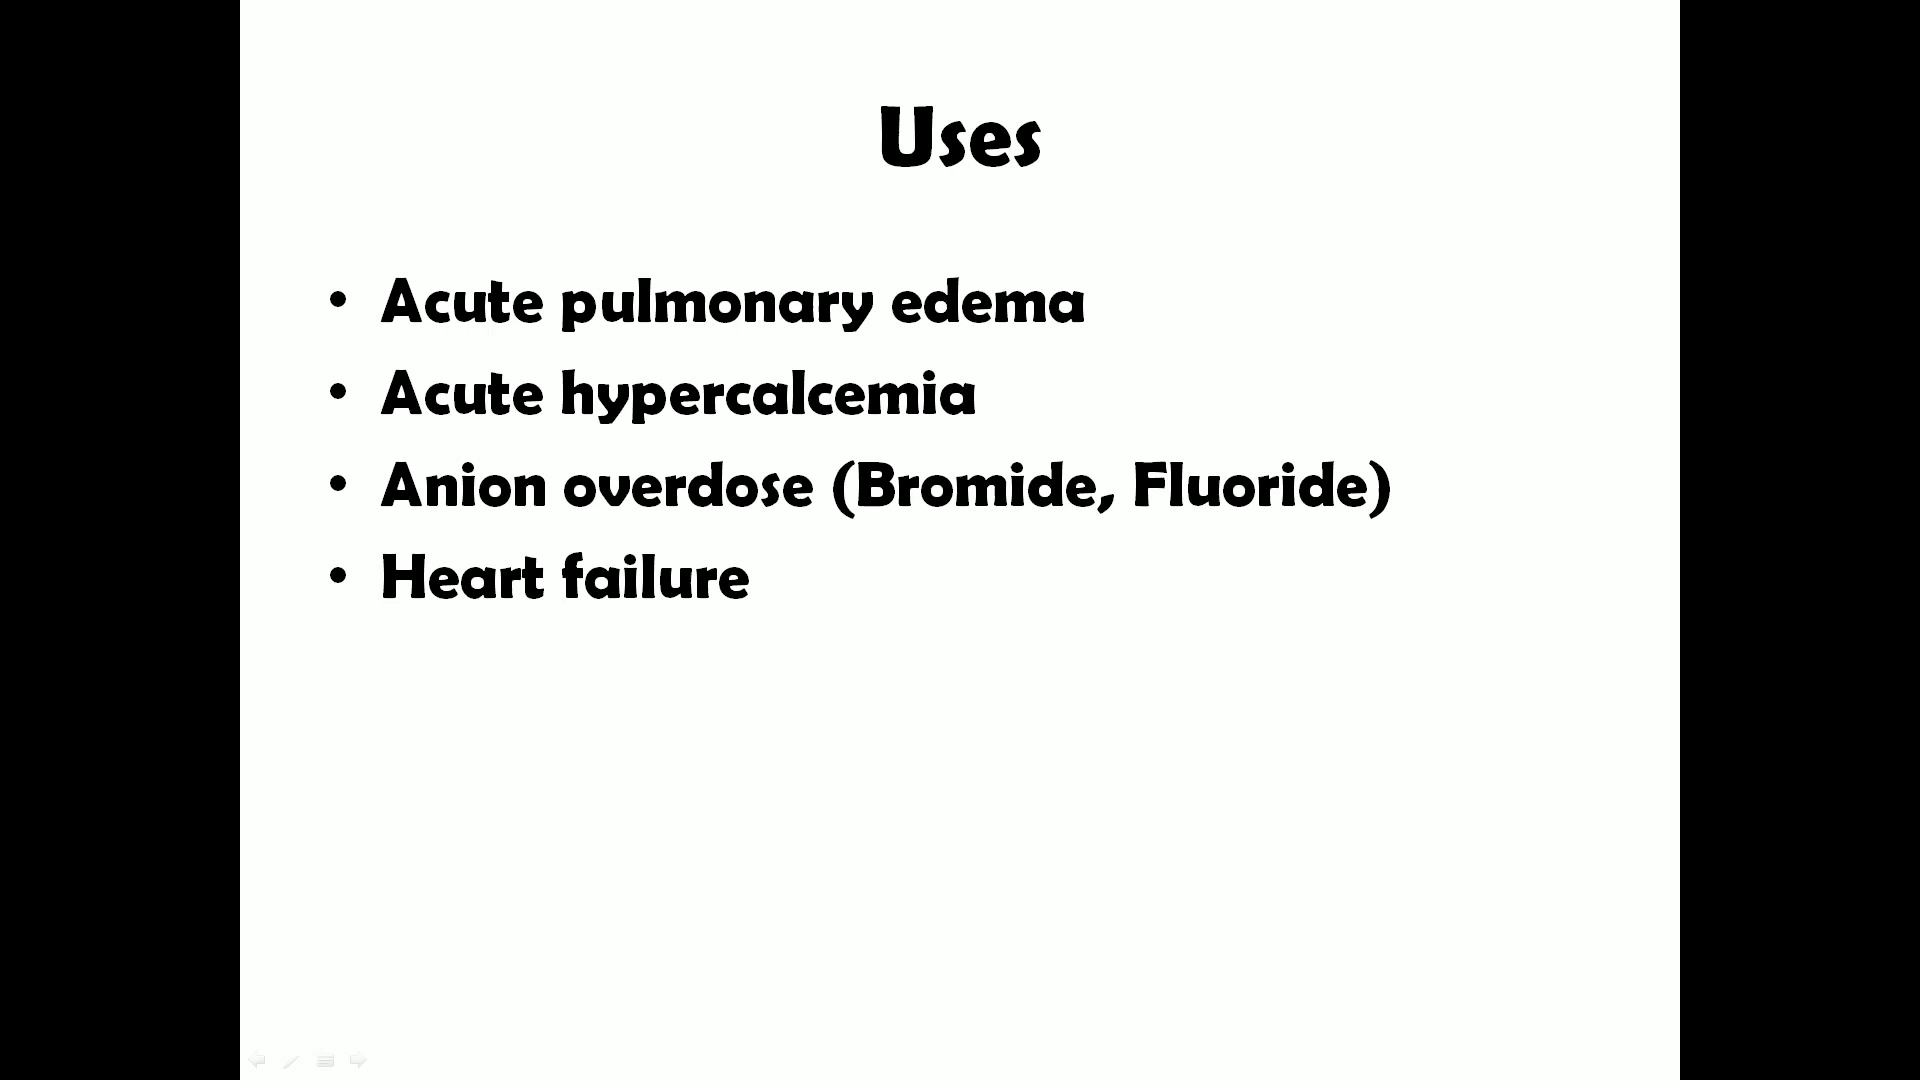 Uses
• Acute pulmonary edema
• Acute hypercalcemia
• Anion overdose (Bromide, Fluoride)
• Heart failure